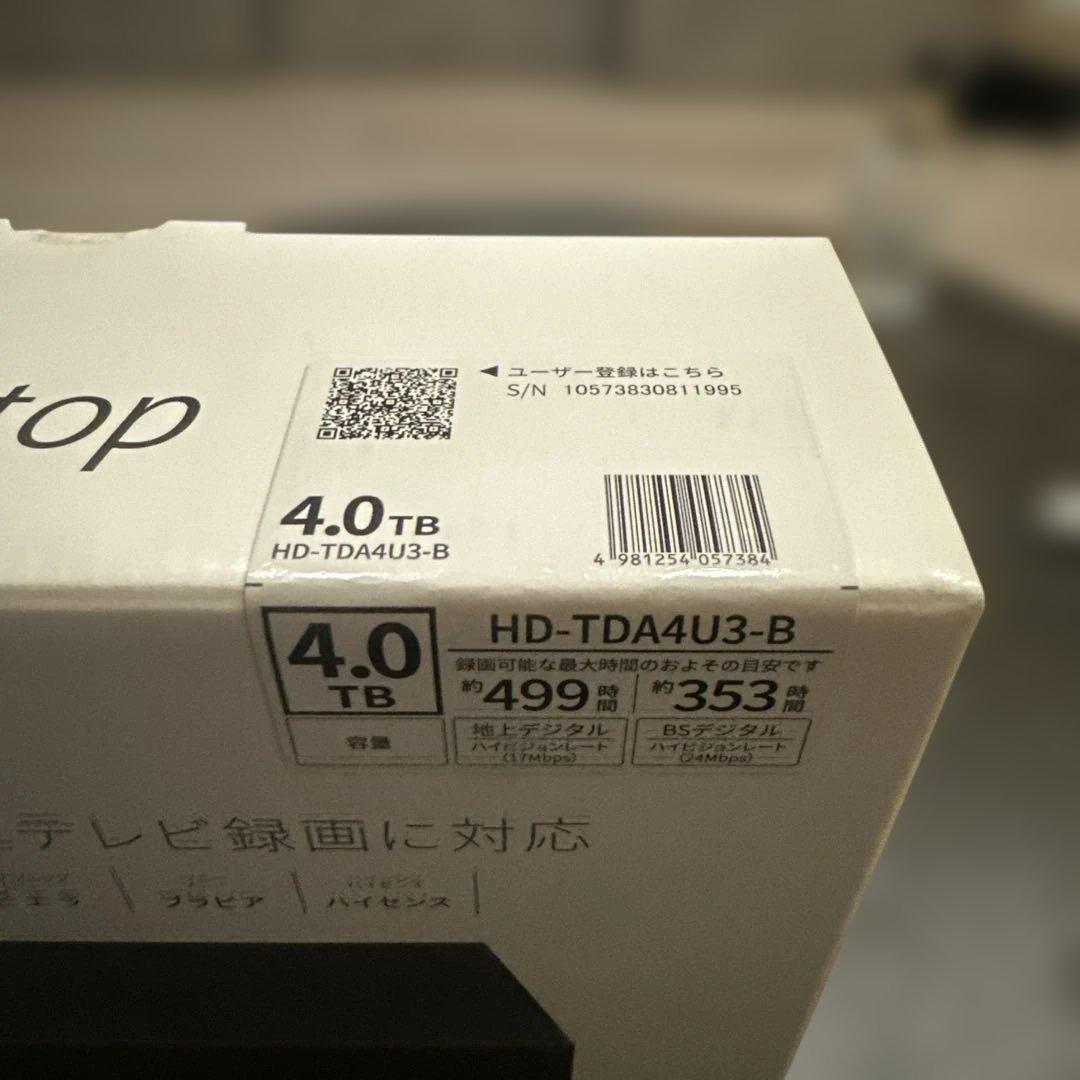 top
◀ ユーザー登録はこちら
S/N 10573830811995
4.0TB
HD-TDA4U3-B
4 981254 057384
4.0
TB
容量
HD-TDA4U3-B
録画可能な最大時間のおよその目安です
約499時間 約353時間
地上デジタル
ハイビジョンレート
(17Mbps)
BSデジタル
ハイビジョンレート
(24Mbps)
テレビ録画に対応
ブラビア
ハイセンス